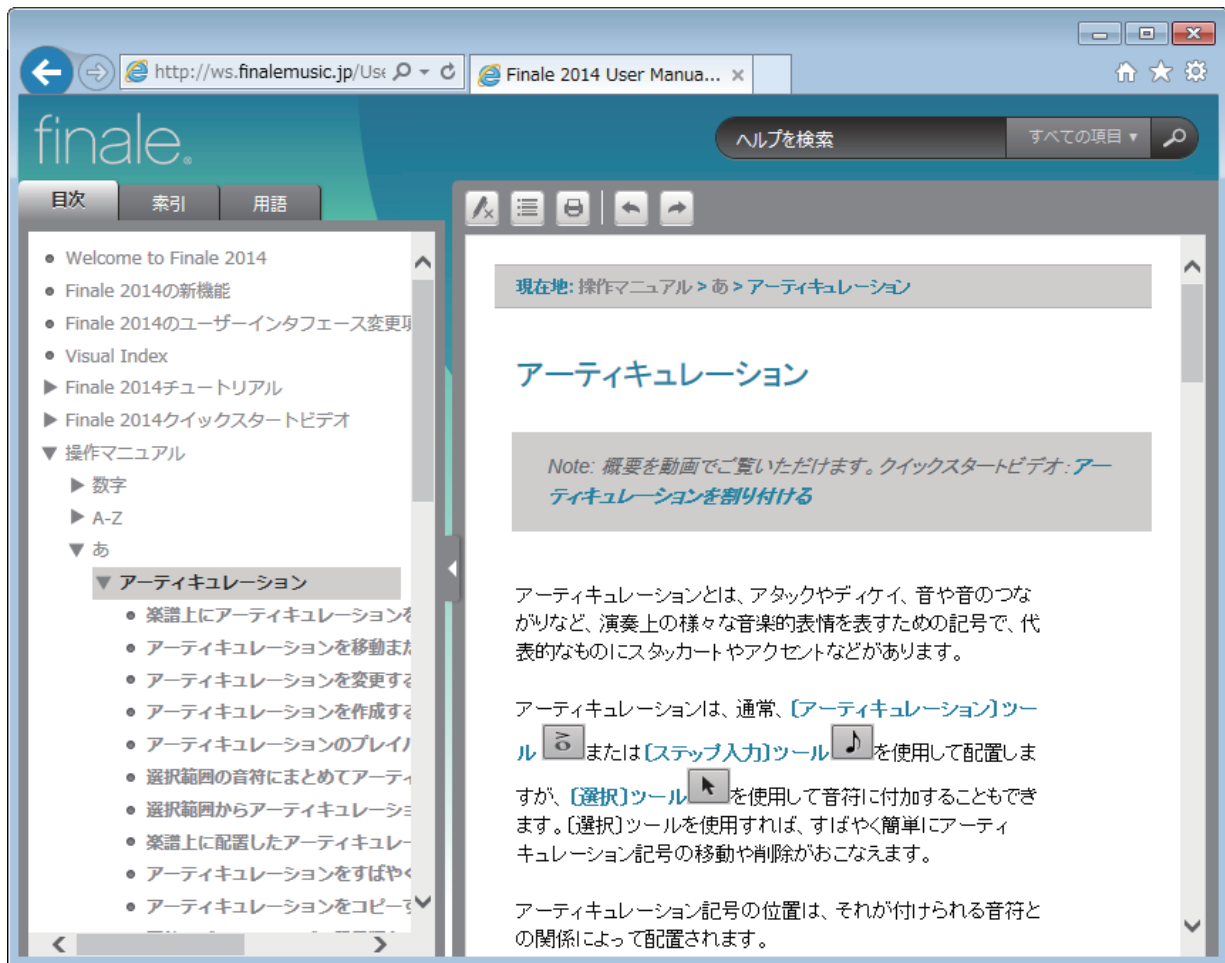 http://ws.finalemusic.jp/Use
Finale 2014 User Manua...
finale®
ヘルプを検索
すべての項目
目次
索引
用語
Welcome to Finale 2014
Finale 2014の新機能
Finale 2014のユーザーインタフェース変更項
Visual Index
Finale 2014チュートリアル
Finale 2014クイックスタートビデオ
操作マニュアル
数字
A-Z
あ
アーティキュレーション
楽譜上にアーティキュレーションを
アーティキュレーションを移動また
アーティキュレーションを変更する
アーティキュレーションを作成する
アーティキュレーションのプレイバ
選択範囲の音符にまとめてアーティ
選択範囲からアーティキュレーショ
楽譜上に配置したアーティキュレー
アーティキュレーションをすばやく
アーティキュレーションをコピーす
現在地: 操作マニュアル > あ > アーティキュレーション
アーティキュレーション
Note: 概要を動画でご覧いただけます。クイックスタートビデオ:アー
ティキュレーションを割り付ける
アーティキュレーションとは、アタックやディケイ、音や音のつな
がりなど、演奏上の様々な音楽的表情を表すための記号で、代
表的なものにスタッカートやアクセントなどがあります。
アーティキュレーションは、通常、〔アーティキュレーション〕ツー
ル または〔ステップ入力〕ツール を使用して配置しま
すが、〔選択〕ツール を使用して音符に付加することもでき
ます。〔選択〕ツールを使用すれば、すばやく簡単にアーティ
キュレーション記号の移動や削除がおこなえます。
アーティキュレーション記号の位置は、それが付けられる音符と
の関係によって配置されます。